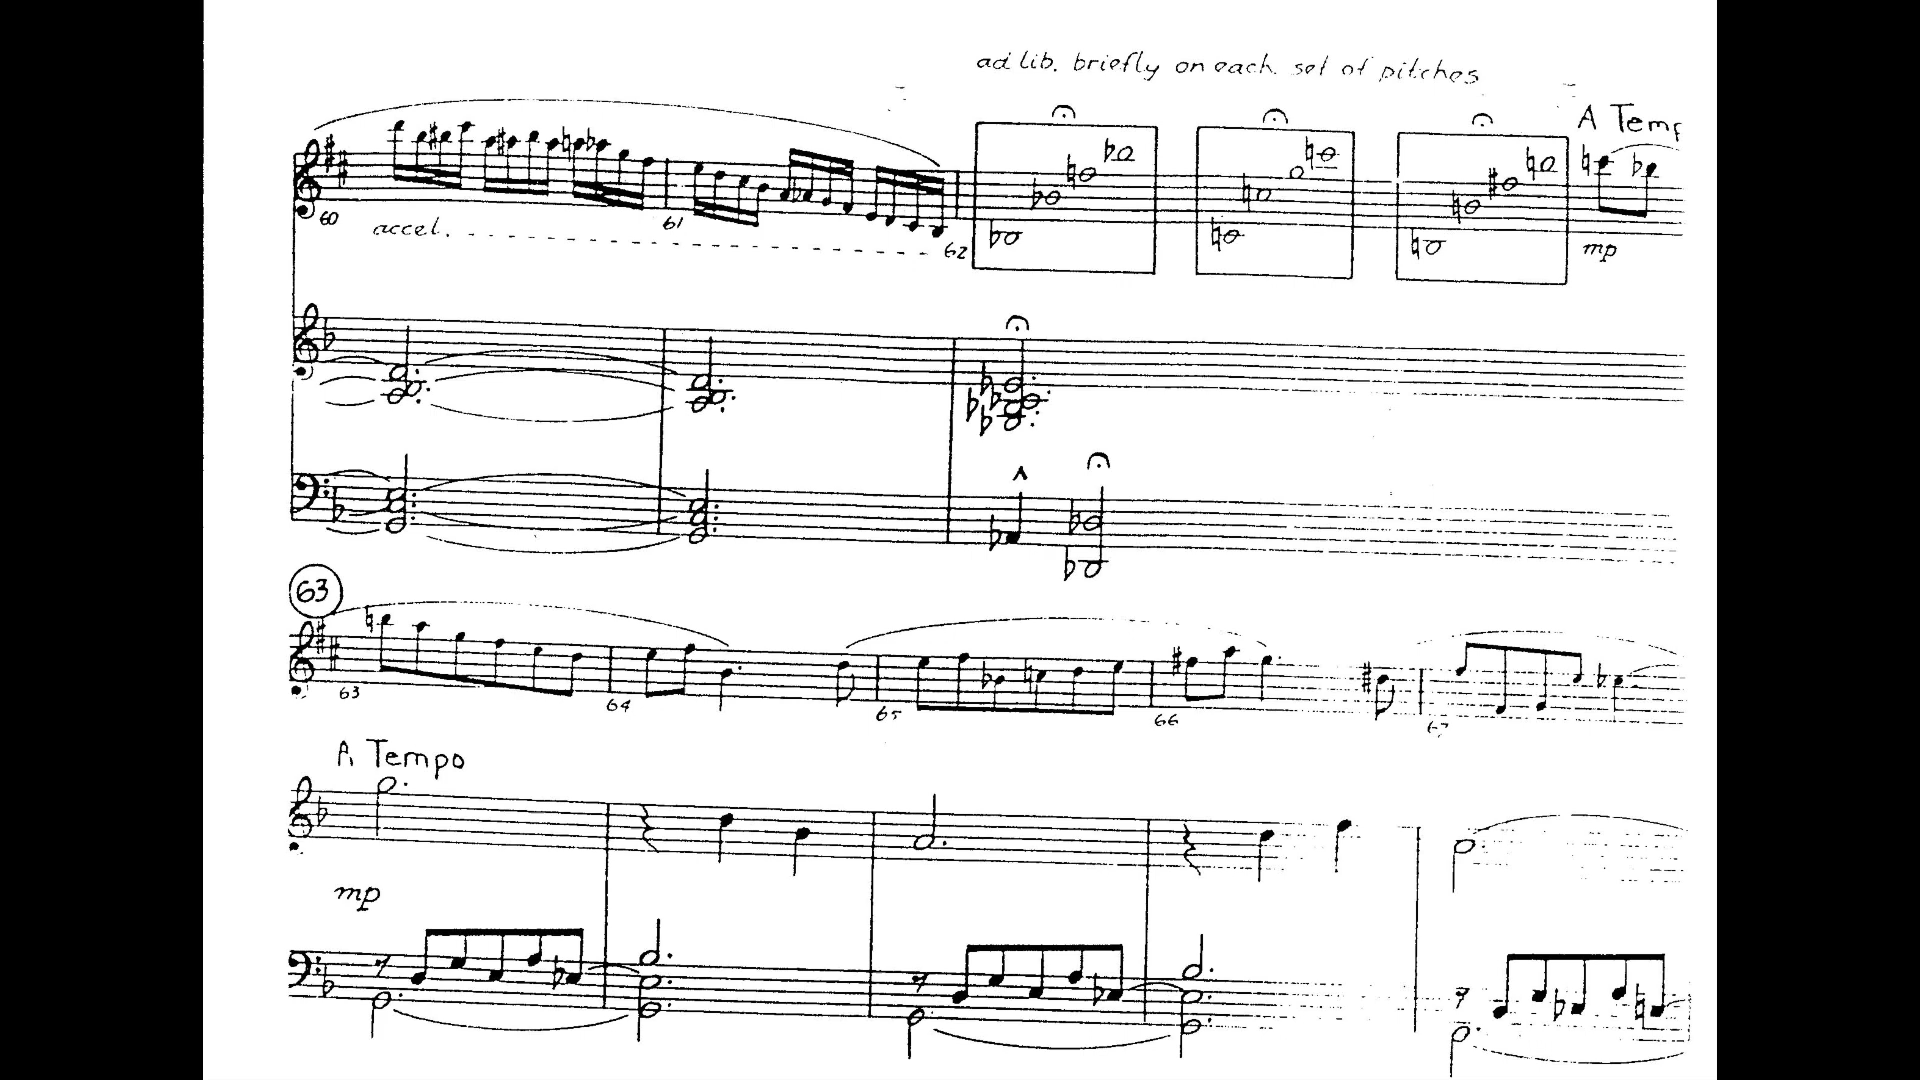 ad lib. briefly on each set of pitches
A Temp
60
accel.
61
62
mp
63
63
64
65
66
67
A Tempo
mp